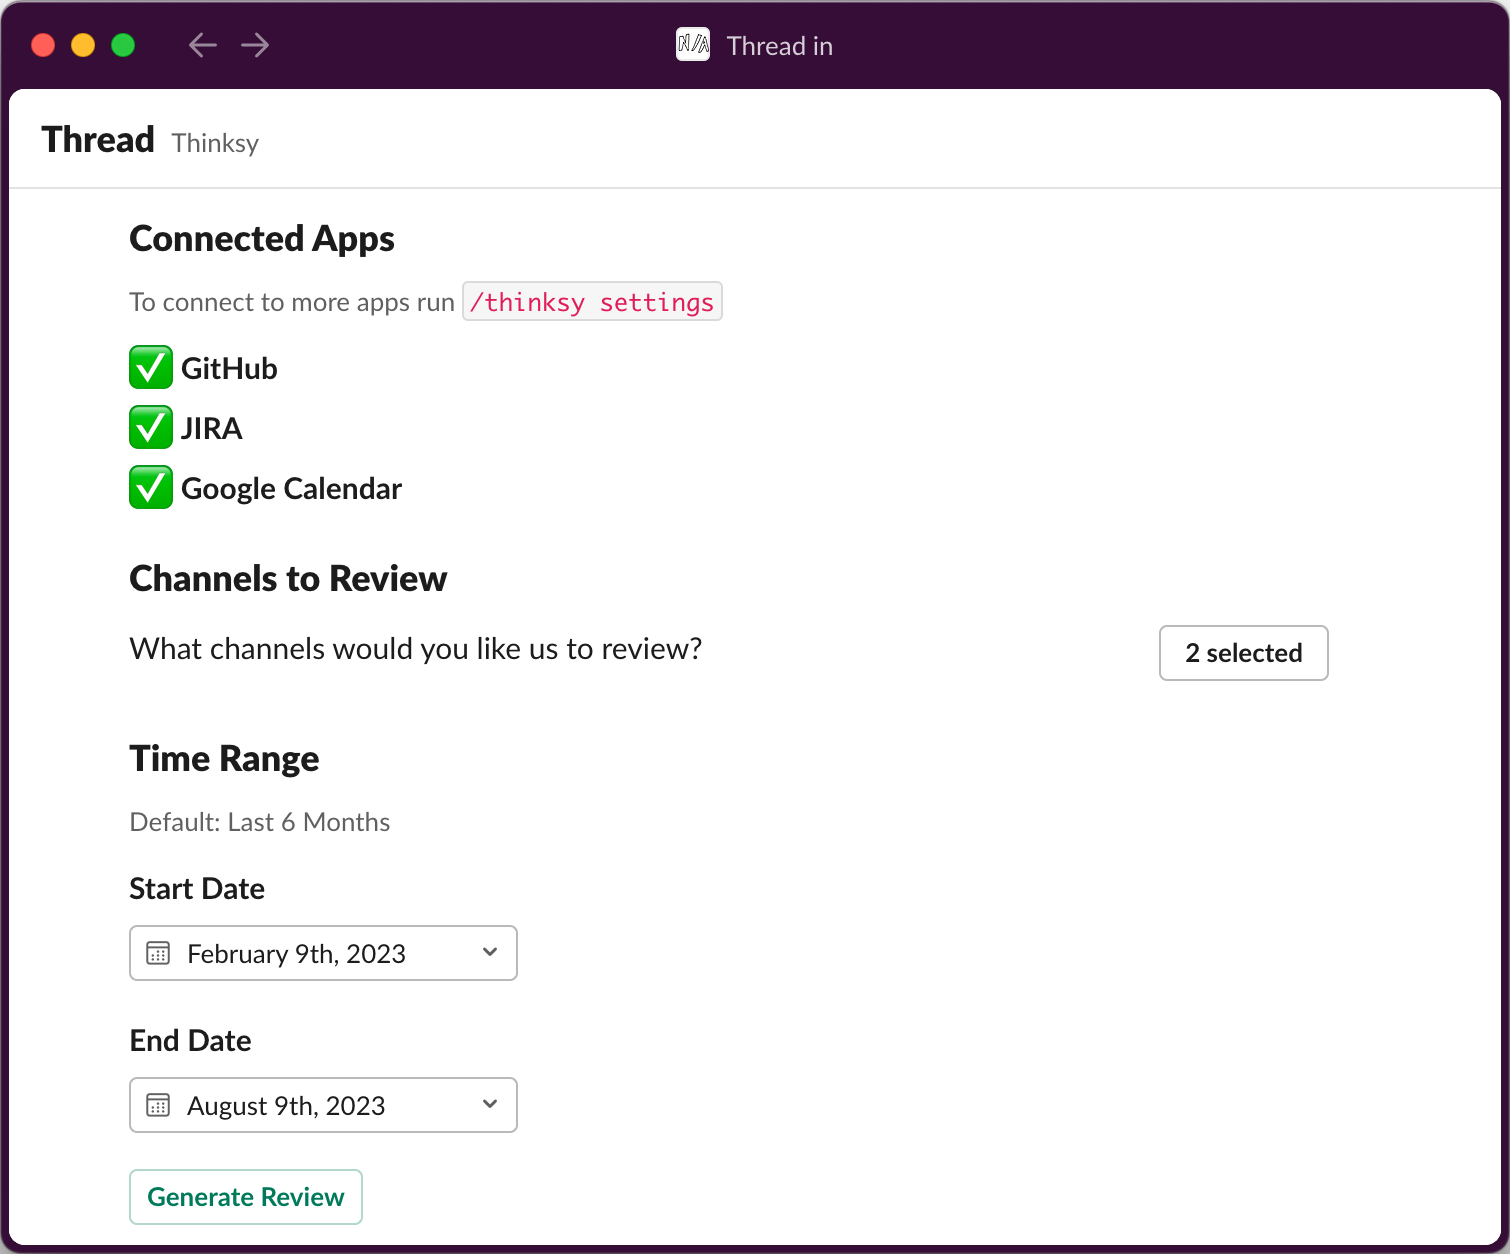 N/A Thread in
Thread Thinksy
Connected Apps
To connect to more apps run /thinksy settings
GitHub
JIRA
Google Calendar
Channels to Review
What channels would you like us to review?
2 selected
Time Range
Default: Last 6 Months
Start Date
February 9th, 2023
End Date
August 9th, 2023
Generate Review